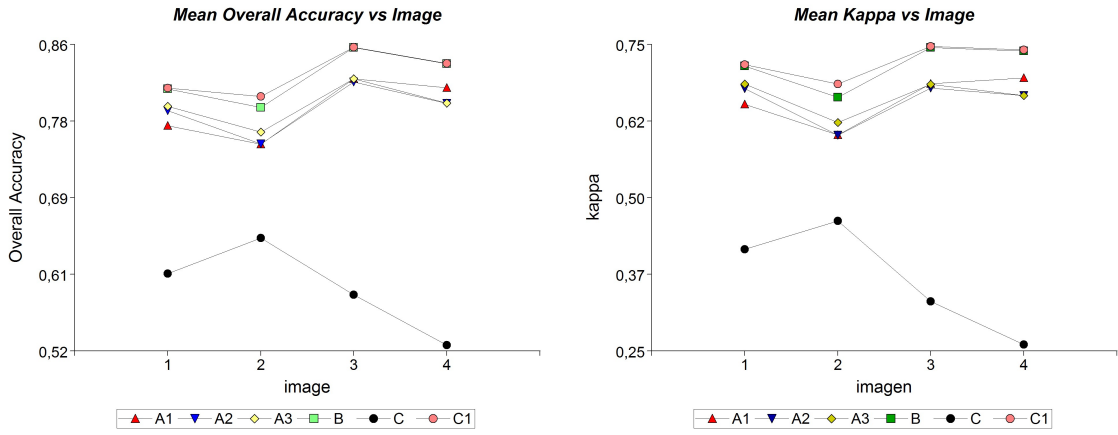 Mean Overall Accuracy vs Image
0,86
0,78
0,69
0,61
0,52
Overall Accuracy
1 2 3 4
image
A1 A2 A3 B C C1
Mean Kappa vs Image
0,75
0,62
0,50
0,37
0,25
kappa
1 2 3 4
imagen
A1 A2 A3 B C C1